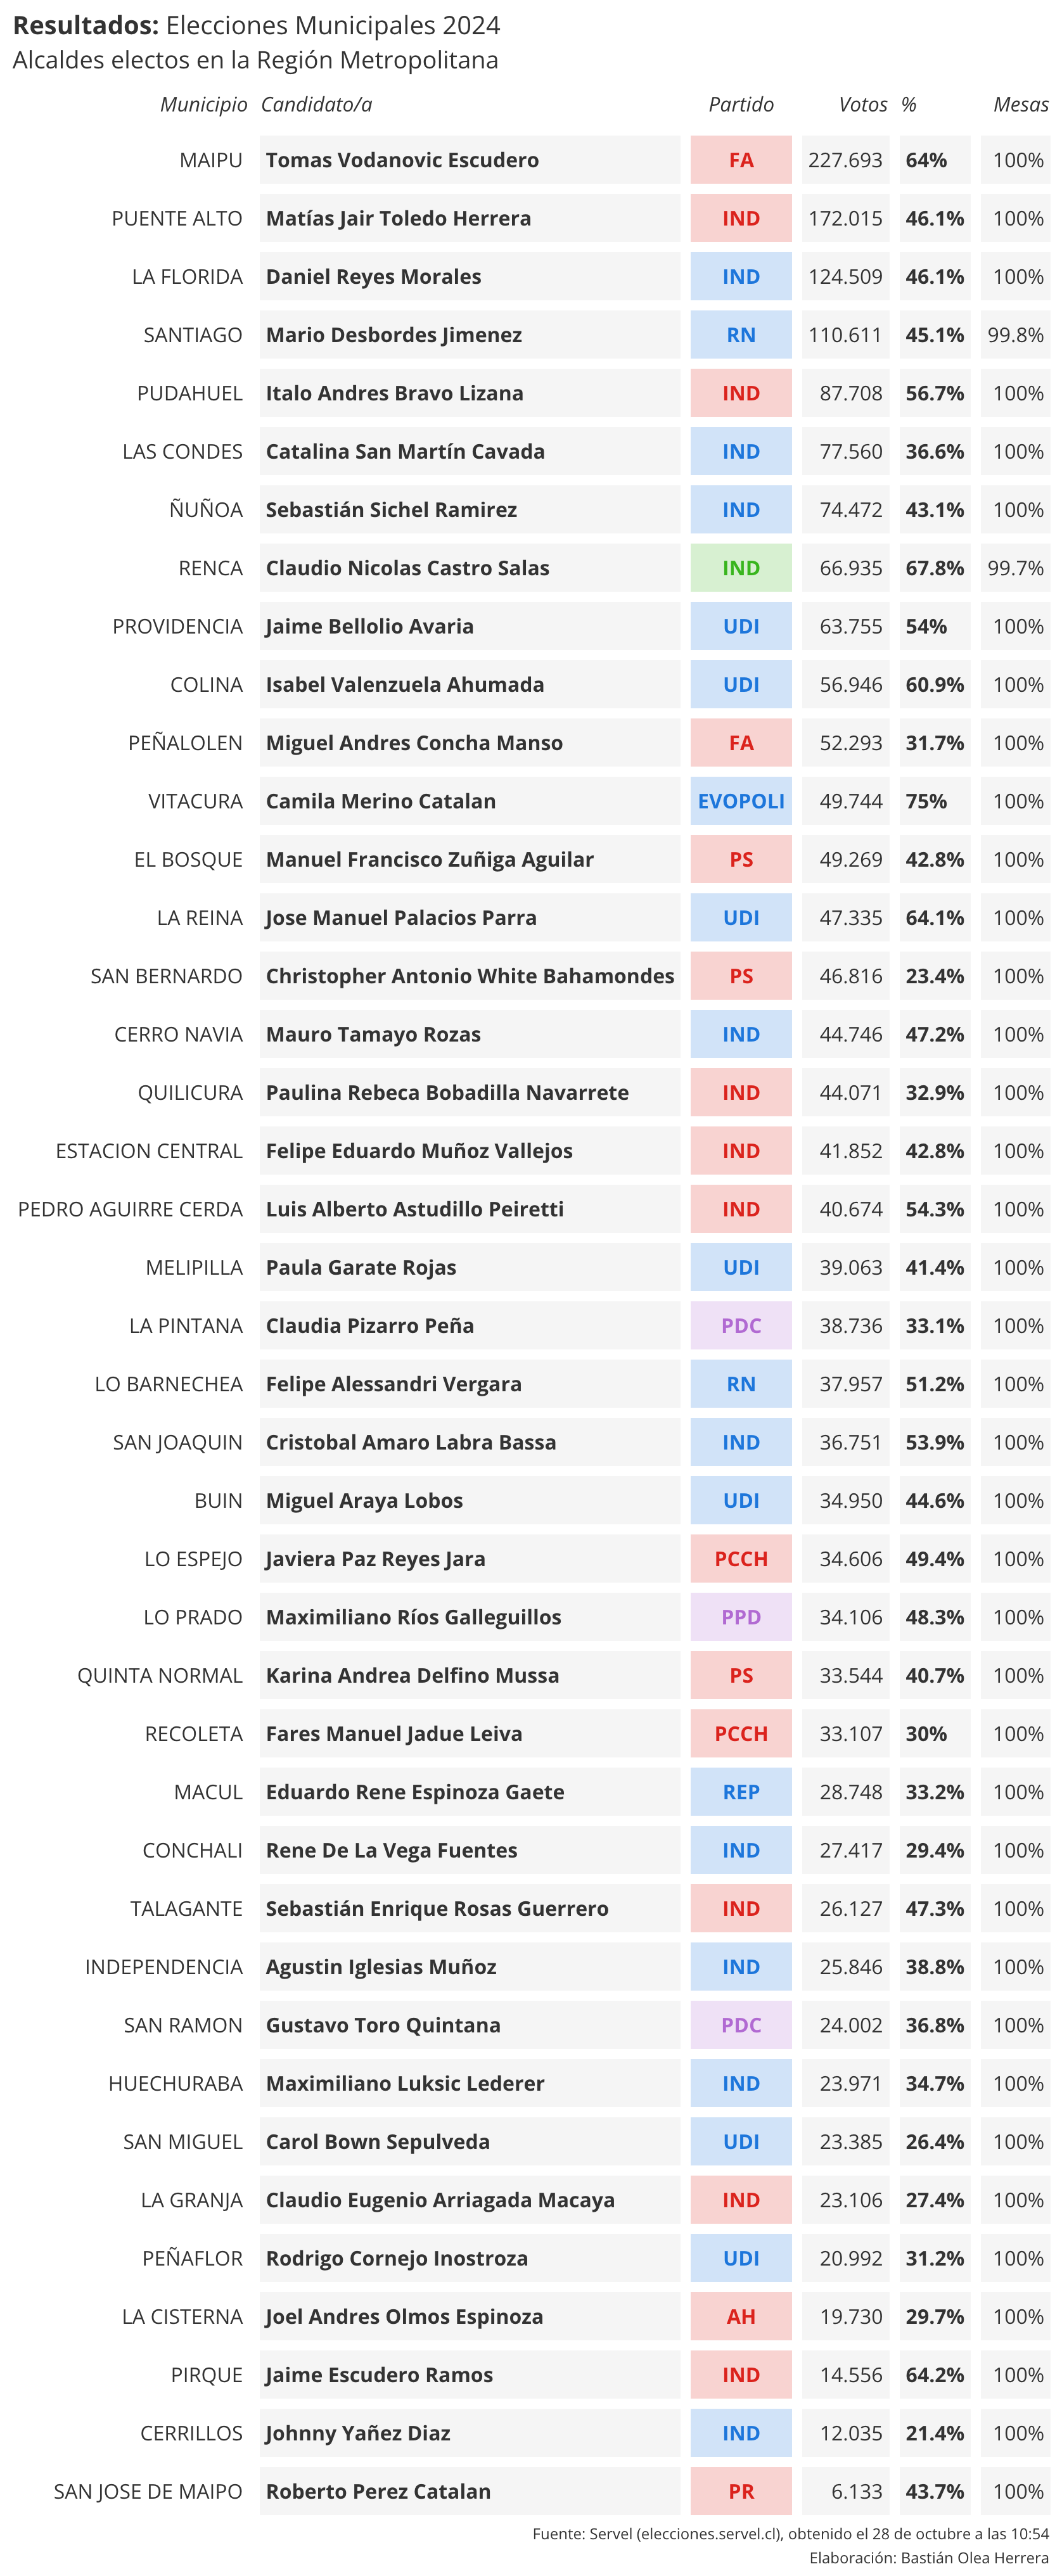 Resultados: Elecciones Municipales 2024
Alcaldes electos en la Región Metropolitana
Municipio Candidato/a Partido Votos % Mesas
MAIPU Tomas Vodanovic Escudero FA 227.693 64% 100%
PUENTE ALTO Matías Jair Toledo Herrera IND 172.015 46.1% 100%
LA FLORIDA Daniel Reyes Morales IND 124.509 46.1% 100%
SANTIAGO Mario Desbordes Jimenez RN 110.611 45.1% 99.8%
PUDAHUEL Italo Andres Bravo Lizana IND 87.708 56.7% 100%
LAS CONDES Catalina San Martín Cavada IND 77.560 36.6% 100%
ÑUÑOA Sebastián Sichel Ramirez IND 74.472 43.1% 100%
RENCA Claudio Nicolas Castro Salas IND 66.935 67.8% 99.7%
PROVIDENCIA Jaime Bellolio Avaria UDI 63.755 54% 100%
COLINA Isabel Valenzuela Ahumada UDI 56.946 60.9% 100%
PEÑALOLEN Miguel Andres Concha Manso FA 52.293 31.7% 100%
VITACURA Camila Merino Catalan EVOPOLI 49.744 75% 100%
EL BOSQUE Manuel Francisco Zuñiga Aguilar PS 49.269 42.8% 100%
LA REINA Jose Manuel Palacios Parra UDI 47.335 64.1% 100%
SAN BERNARDO Christopher Antonio White Bahamondes PS 46.816 23.4% 100%
CERRO NAVIA Mauro Tamayo Rozas IND 44.746 47.2% 100%
QUILICURA Paulina Rebeca Bobadilla Navarrete IND 44.071 32.9% 100%
ESTACION CENTRAL Felipe Eduardo Muñoz Vallejos IND 41.852 42.8% 100%
PEDRO AGUIRRE CERDA Luis Alberto Astudillo Peiretti IND 40.674 54.3% 100%
MELIPILLA Paula Garate Rojas UDI 39.063 41.4% 100%
LA PINTANA Claudia Pizarro Peña PDC 38.736 33.1% 100%
LO BARNECHEA Felipe Alessandri Vergara RN 37.957 51.2% 100%
SAN JOAQUIN Cristobal Amaro Labra Bassa IND 36.751 53.9% 100%
BUIN Miguel Araya Lobos UDI 34.950 44.6% 100%
LO ESPEJO Javiera Paz Reyes Jara PCCH 34.606 49.4% 100%
LO PRADO Maximiliano Ríos Galleguillos PPD 34.106 48.3% 100%
QUINTA NORMAL Karina Andrea Delfino Mussa PS 33.544 40.7% 100%
RECOLETA Fares Manuel Jadue Leiva PCCH 33.107 30% 100%
MACUL Eduardo Rene Espinoza Gaete REP 28.748 33.2% 100%
CONCHALI Rene De La Vega Fuentes IND 27.417 29.4% 100%
TALAGANTE Sebastián Enrique Rosas Guerrero IND 26.127 47.3% 100%
INDEPENDENCIA Agustin Iglesias Muñoz IND 25.846 38.8% 100%
SAN RAMON Gustavo Toro Quintana PDC 24.002 36.8% 100%
HUECHURABA Maximiliano Luksic Lederer IND 23.971 34.7% 100%
SAN MIGUEL Carol Bown Sepulveda UDI 23.385 26.4% 100%
LA GRANJA Claudio Eugenio Arriagada Macaya IND 23.106 27.4% 100%
PEÑAFLOR Rodrigo Cornejo Inostroza UDI 20.992 31.2% 100%
LA CISTERNA Joel Andres Olmos Espinoza AH 19.730 29.7% 100%
PIRQUE Jaime Escudero Ramos IND 14.556 64.2% 100%
CERRILLOS Johnny Yañez Diaz IND 12.035 21.4% 100%
SAN JOSE DE MAIPO Roberto Perez Catalan PR 6.133 43.7% 100%
Fuente: Servel (elecciones.servel.cl), obtenido el 28 de octubre a las 10:54
Elaboración: Bastián Olea Herrera